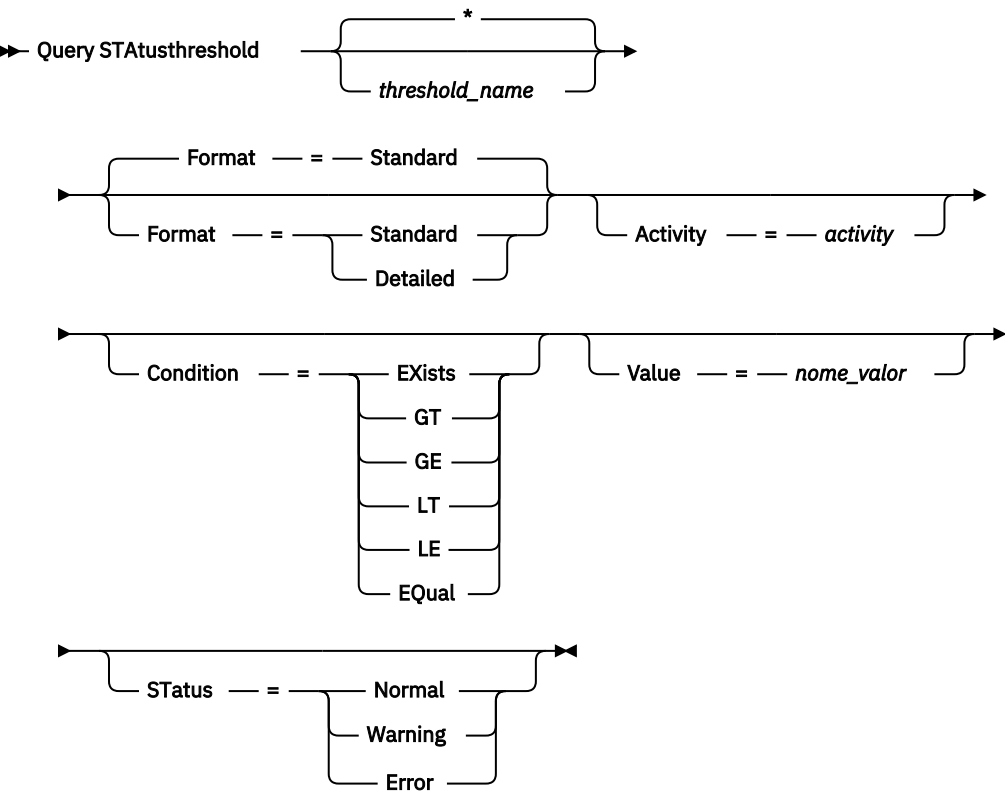 *
Query STAtusthreshold
threshold_name
Format = Standard
Format = Standard
Activity = activity
Detailed
Condition = EXists
Value = nome_valor
GT
GE
LT
LE
EQual
STatus = Normal
Warning
Error